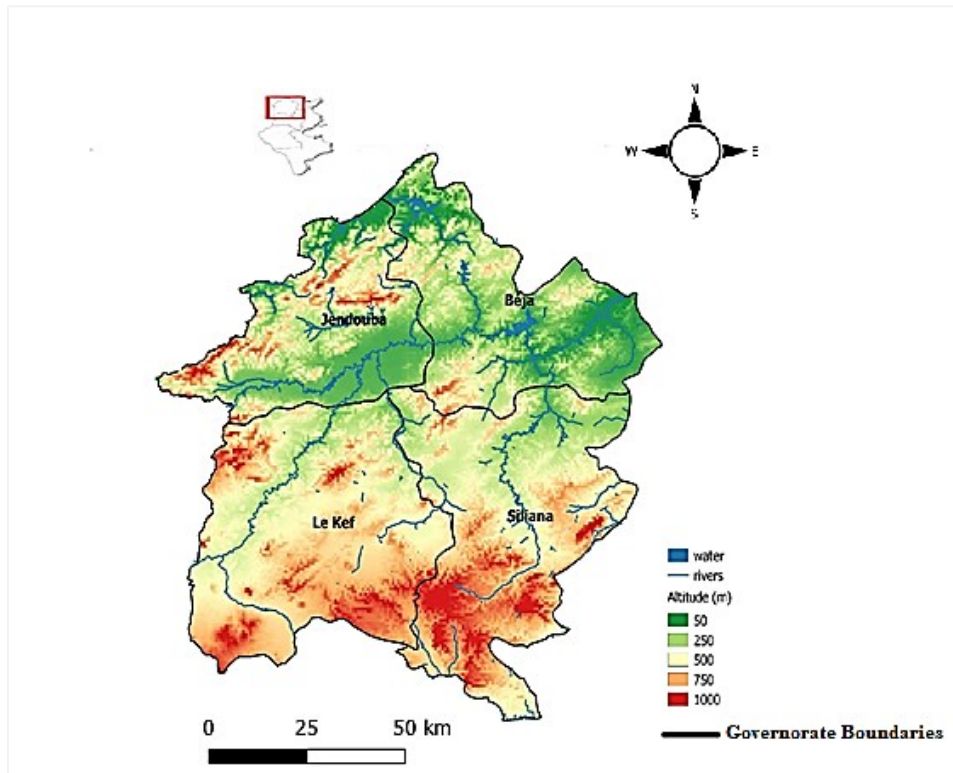 N
W E
S
Béja
Jendouba
Le Kef
Siliana
water
rivers
Altitude (m)
50
250
500
750
1000
0 25 50 km
Governorate Boundaries